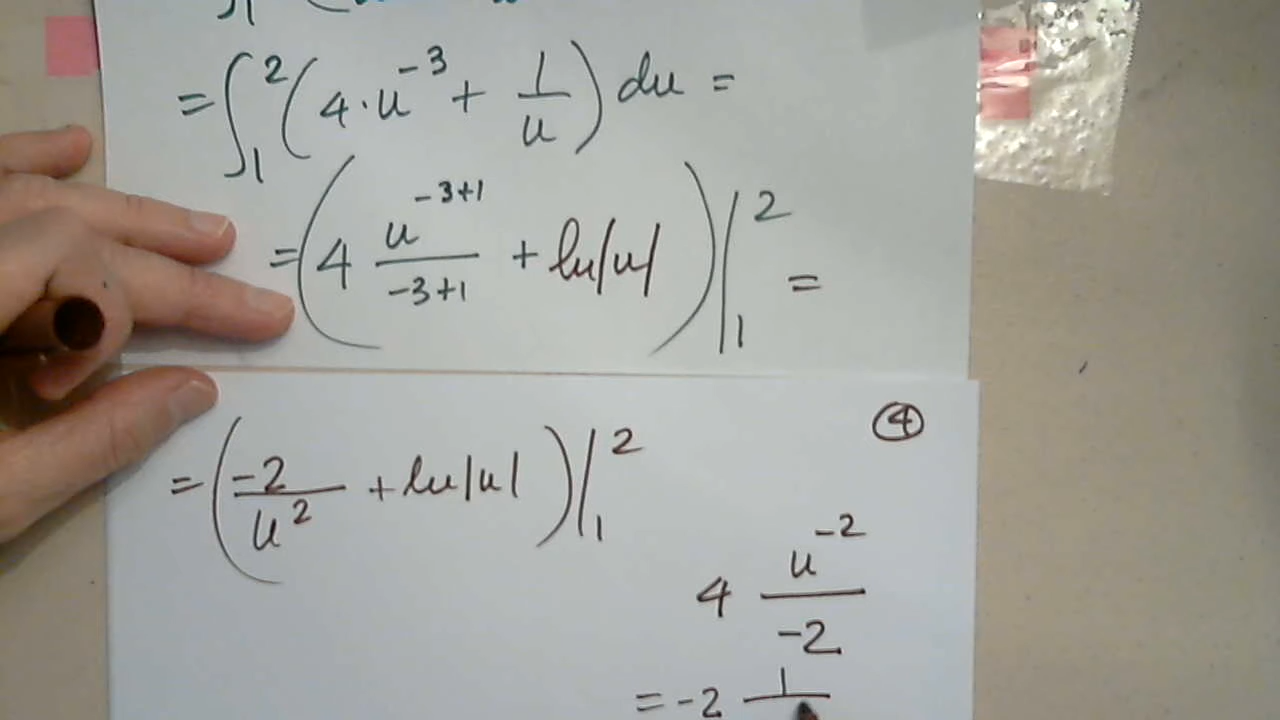 = ∫₁² (4·u⁻³ + 1/u) du =
= (4 u⁻³⁺¹/(-3+1) + ln|u|) |₁² =
④
= (-2/u² + ln|u|) |₁²
4 u⁻²/-2
= -2 1/